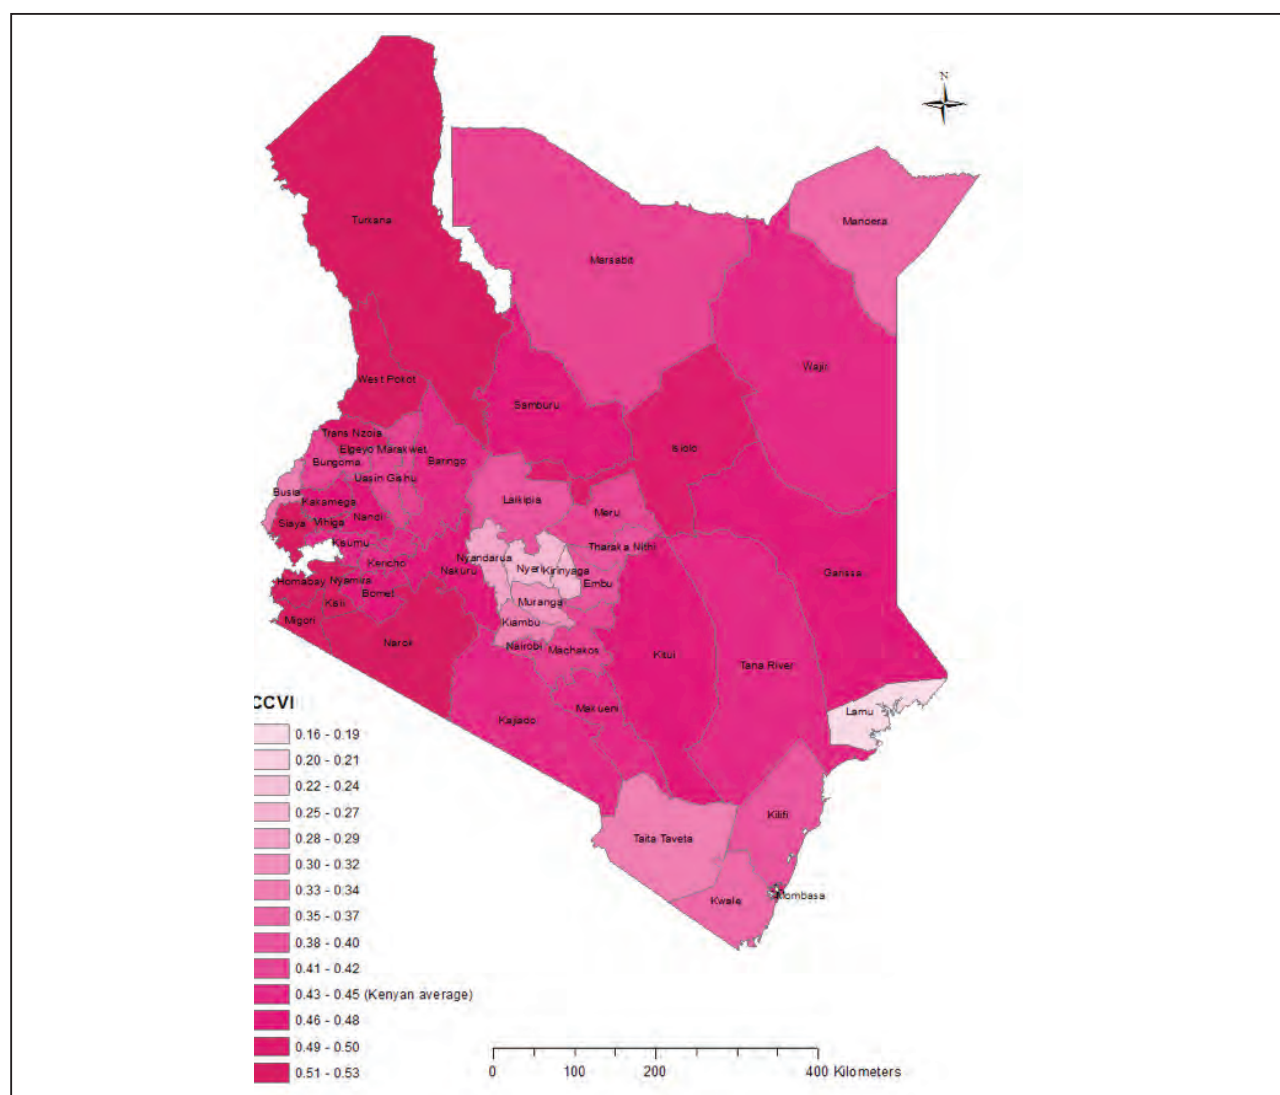 N
Turkana
Manoera
Marsabit
Wajir
West Pokot
Samburu
Isiolo
Trans Nzoia
Elgeyo Marakwet
Bungoma
Baringo
Uasin Gishu
Busia
Kakamega
Laikipia
Meru
Siaya
Vihiga
Nandi
Kisumu
Tharaka Nithi
Nyandarua
Kericho
Nyeri
Kirinyaga
Nakuru
Garissa
Homabay
Nyamira
Embu
Bomet
Kisii
Muranga
Migori
Kiambu
Narok
Nairobi
Machakos
Kitui
Tana River
Makueni
Lamu
Kajiado
CCVI
0.16 - 0.19
0.20 - 0.21
0.22 - 0.24
0.25 - 0.27
0.28 - 0.29
0.30 - 0.32
0.33 - 0.34
0.35 - 0.37
0.38 - 0.40
0.41 - 0.42
0.43 - 0.45 (Kenyan average)
0.46 - 0.48
0.49 - 0.50
0.51 - 0.53
Kilifi
Taita Taveta
Kwale
Mombasa
0 100 200 400 Kilometers